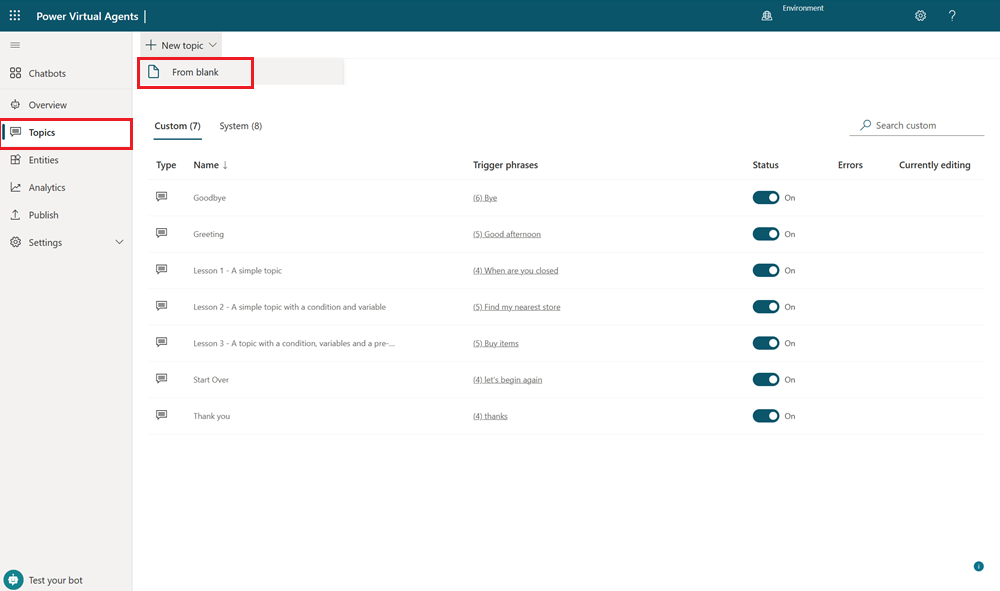 Power Virtual Agents
Environment
?
New topic
From blank
Chatbots
Overview
Topics
Entities
Analytics
Publish
Settings
Custom (7) System (8)
Search custom
Type Name ↓ Trigger phrases Status Errors Currently editing
Goodbye (6) Bye On
Greeting (5) Good afternoon On
Lesson 1 - A simple topic (4) When are you closed On
Lesson 2 - A simple topic with a condition and variable (5) Find my nearest store On
Lesson 3 - A topic with a condition, variables and a pre-... (5) Buy items On
Start Over (4) let's begin again On
Thank you (4) thanks On
Test your bot